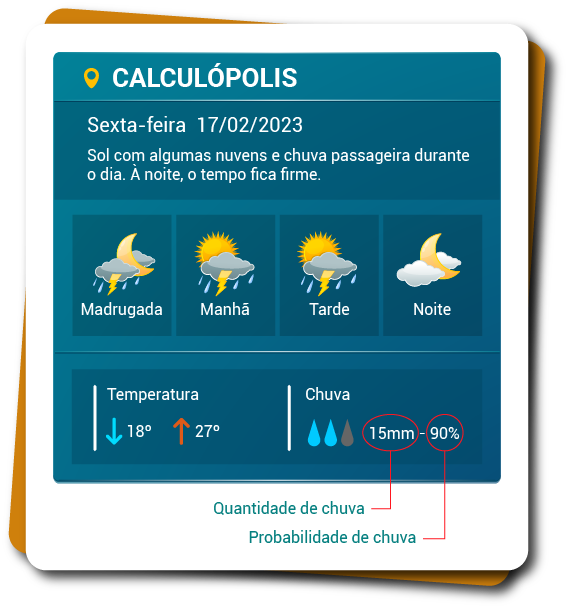 CALCULÓPOLIS
Sexta-feira 17/02/2023
Sol com algumas nuvens e chuva passageira durante
o dia. À noite, o tempo fica firme.
Madrugada
Manhã
Tarde
Noite
Temperatura
18º
27º
Chuva
15mm - 90%
Quantidade de chuva
Probabilidade de chuva